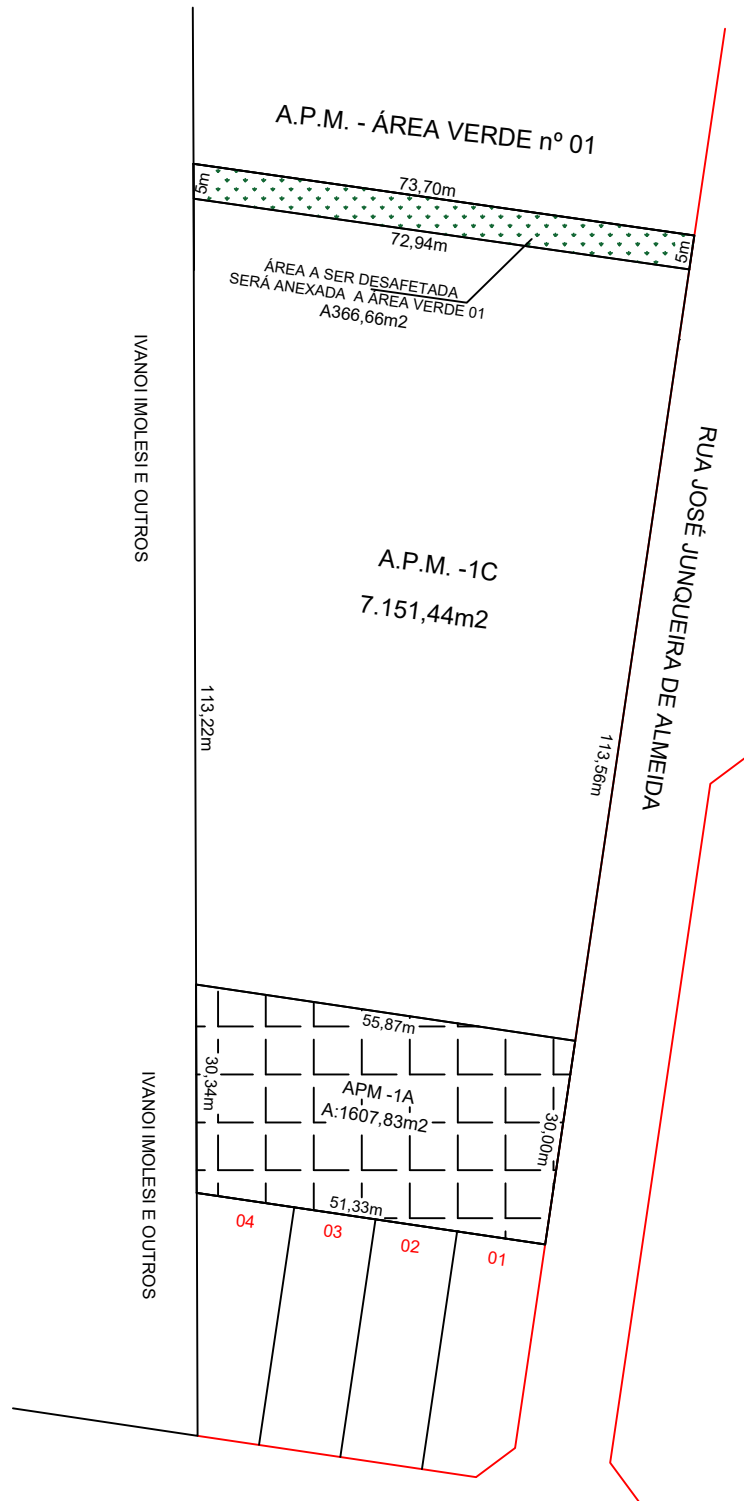 A.P.M. - ÁREA VERDE nº 01
73,70m
5m
72,94m
5m
ÁREA A SER DESAFETADA
SERÁ ANEXADA A ÁREA VERDE 01
A366,66m2
IVANOI IMOLESI E OUTROS
RUA JOSÉ JUNQUEIRA DE ALMEIDA
A.P.M. -1C
7.151,44m2
113,22m
113,56m
55,87m
30,34m
APM -1A
A:1607,83m2
30,00m
51,33m
IVANOI IMOLESI E OUTROS
04
03
02
01